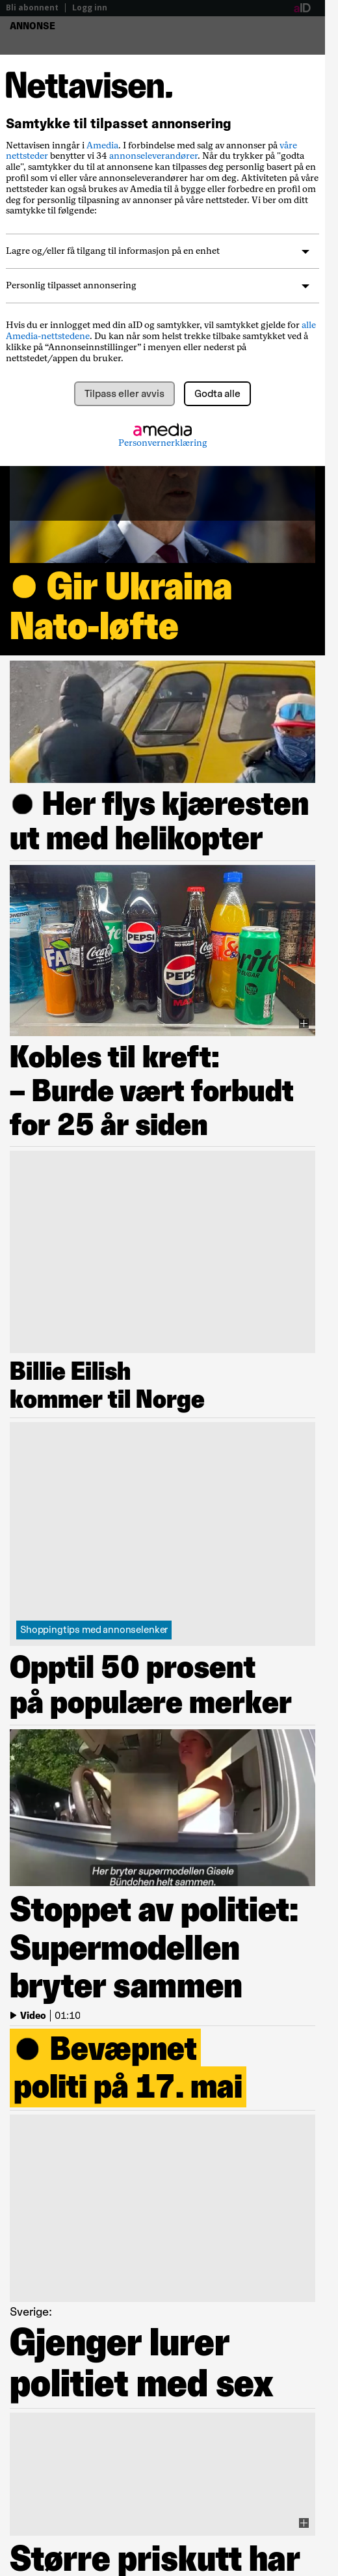 Bli abonnent | Logg inn
aID
ANNONSE
Nettavisen.
Samtykke til tilpasset annonsering
Nettavisen inngår i Amedia. I forbindelse med salg av annonser på våre
nettsteder benytter vi 34 annonseleverandører. Når du trykker på "godta
alle", samtykker du til at annonsene kan tilpasses deg personlig basert på en
profil som vi eller våre annonseleverandører har om deg. Aktiviteten på våre
nettsteder kan også brukes av Amedia til å bygge eller forbedre en profil om
deg for personlig tilpasning av annonser på våre nettsteder. Vi ber om ditt
samtykke til følgende:
Lagre og/eller få tilgang til informasjon på en enhet
Personlig tilpasset annonsering
Hvis du er innlogget med din aID og samtykker, vil samtykket gjelde for alle
Amedia-nettstedene. Du kan når som helst trekke tilbake samtykket ved å
klikke på “Annonseinnstillinger” i menyen eller nederst på
nettstedet/appen du bruker.
Tilpass eller avvis
Godta alle
amedia
Personvernerklæring
Gir Ukraina
Nato-løfte
Her flys kjæresten
ut med helikopter
FANTA
Coca-Cola
PEPSI
PEPSI
MAX
Sprite
Kobles til kreft:
– Burde vært forbudt
for 25 år siden
Billie Eilish
kommer til Norge
Shoppingtips med annonselenker
Opptil 50 prosent
på populære merker
Her bryter supermodellen Gisele
Bündchen helt sammen.
Stoppet av politiet:
Supermodellen
bryter sammen
Video | 01:10
Bevæpnet
politi på 17. mai
Sverige:
Gjenger lurer
politiet med sex
Større priskutt har